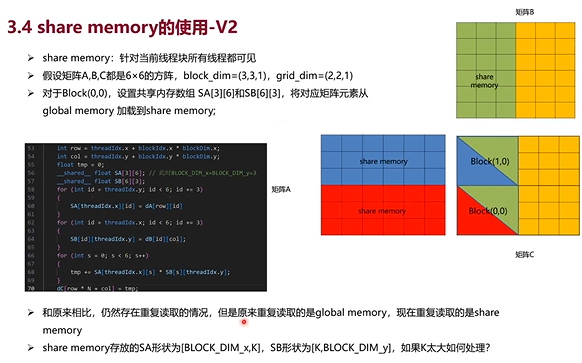 3.4 share memory的使用-V2
➢ share memory：针对当前线程块所有线程都可见
➢ 假设矩阵A,B,C都是6×6的方阵，block_dim=(3,3,1)，grid_dim=(2,2,1)
➢ 对于Block(0,0)，设置共享内存数组 SA[3][6]和SB[6][3]，将对应矩阵元素从
global memory 加载到share memory;
53 int row = threadIdx.x + blockIdx.x * blockDim.x;
54 int col = threadIdx.y + blockIdx.y * blockDim.y;
55 float tmp = 0;
56 __shared__ float SA[3][6]; // 此时BLOCK_DIM_x=BLOCK_DIM_y=3
57 __shared__ float SB[6][3];
58 for (int id = threadIdx.y; id < 6; id += 3)
59 {
60 SA[threadIdx.x][id] = dA[row][id]
61 }
62 for (int id = threadIdx.x; id < 6; id += 3)
63 {
64 SB[id][threadIdx.y] = dB[id][col];
65 }
66 for (int s = 0; s < 6; s++)
67 {
68 tmp += SA[threadIdx.x][s] * SB[s][threadIdx.y];
69 }
70 dC[row * N + col] = tmp;
矩阵B
share
memory
矩阵A
share memory
share memory
Block(1,0)
Block(0,0)
矩阵C
➢ 和原来相比，仍然存在重复读取的情况，但是原来重复读取的是global memory，现在重复读取的是share
memory
➢ share memory存放的SA形状为[BLOCK_DIM_x,K]，SB形状为[K,BLOCK_DIM_y]，如果K太大如何处理？